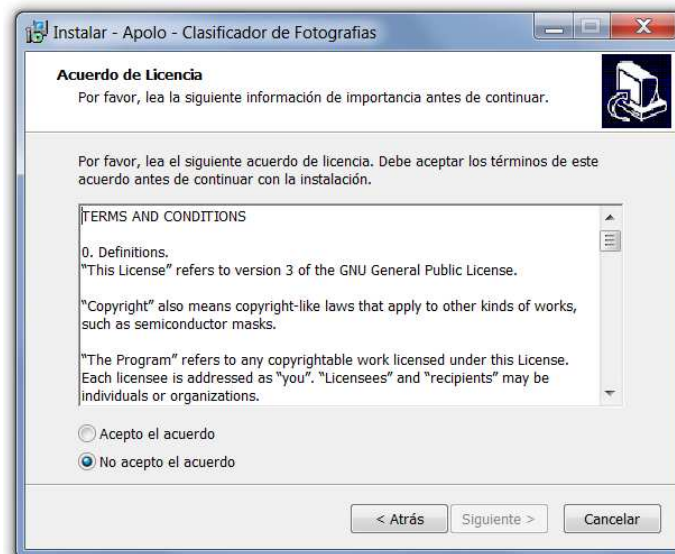 Instalar - Apolo - Clasificador de Fotografias
Acuerdo de Licencia
Por favor, lea la siguiente información de importancia antes de continuar.
Por favor, lea el siguiente acuerdo de licencia. Debe aceptar los términos de este
acuerdo antes de continuar con la instalación.
TERMS AND CONDITIONS
0. Definitions.
“This License” refers to version 3 of the GNU General Public License.
“Copyright” also means copyright-like laws that apply to other kinds of works,
such as semiconductor masks.
“The Program” refers to any copyrightable work licensed under this License.
Each licensee is addressed as “you”. “Licensees” and “recipients” may be
individuals or organizations.
Acepto el acuerdo
No acepto el acuerdo
< Atrás Siguiente > Cancelar